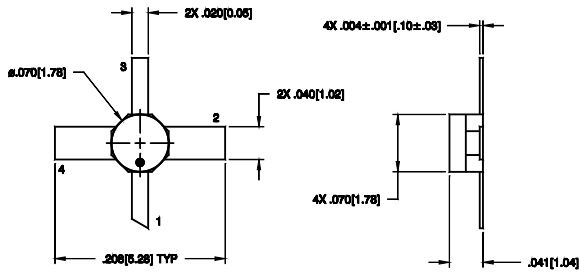 2X .020[0.05]
4X .004±.001[.10±.03]
3
ø.070[1.78]
2X .040[1.02]
2
4
4X .070[1.78]
1
.208[5.28] TYP
.041[1.04]